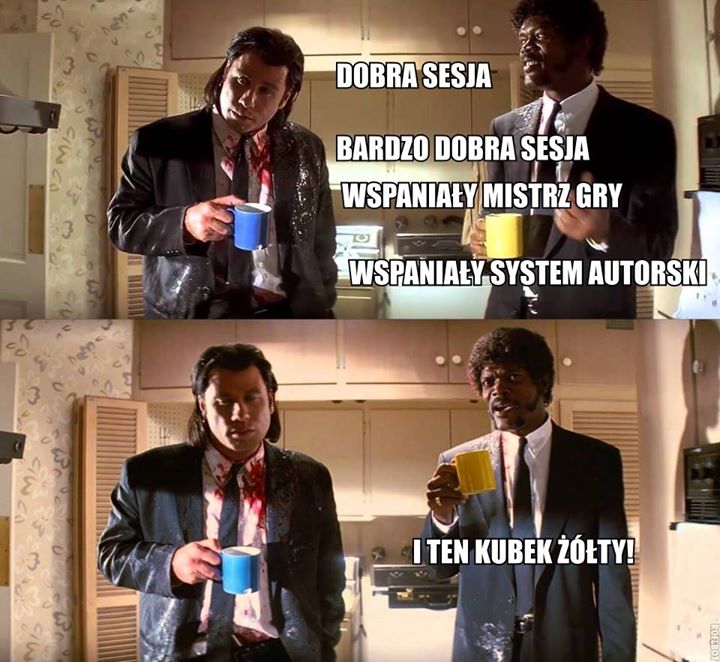 DOBRA SESJA
BARDZO DOBRA SESJA
WSPANIAŁY MISTRZ GRY
WSPANIAŁY SYSTEM AUTORSKI
I TEN KUBEK ŻÓŁTY!